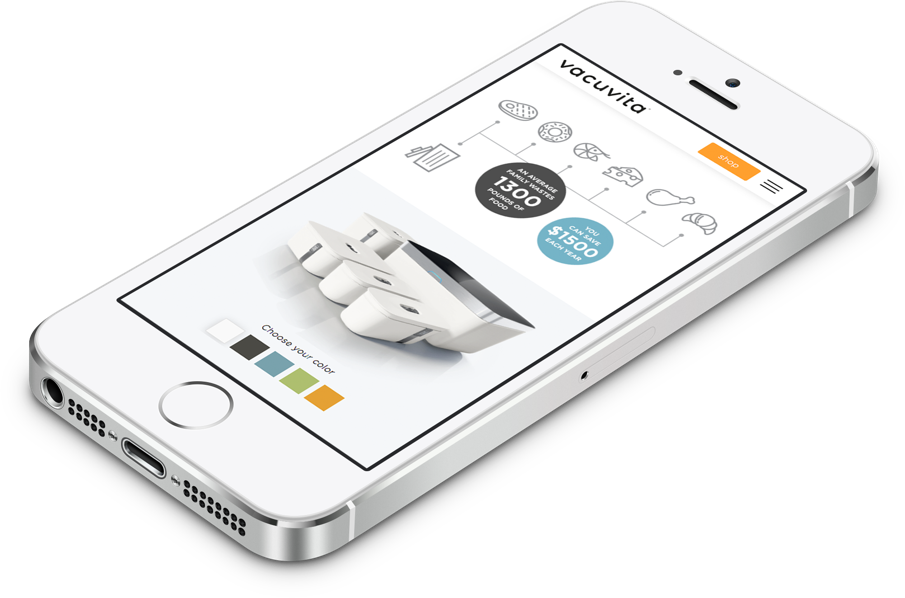 vacuvita
shop
AN AVERAGE
FAMILY WASTES
1300
POUNDS OF
FOOD
YOU
CAN SAVE
$1500
EACH YEAR
Choose your color